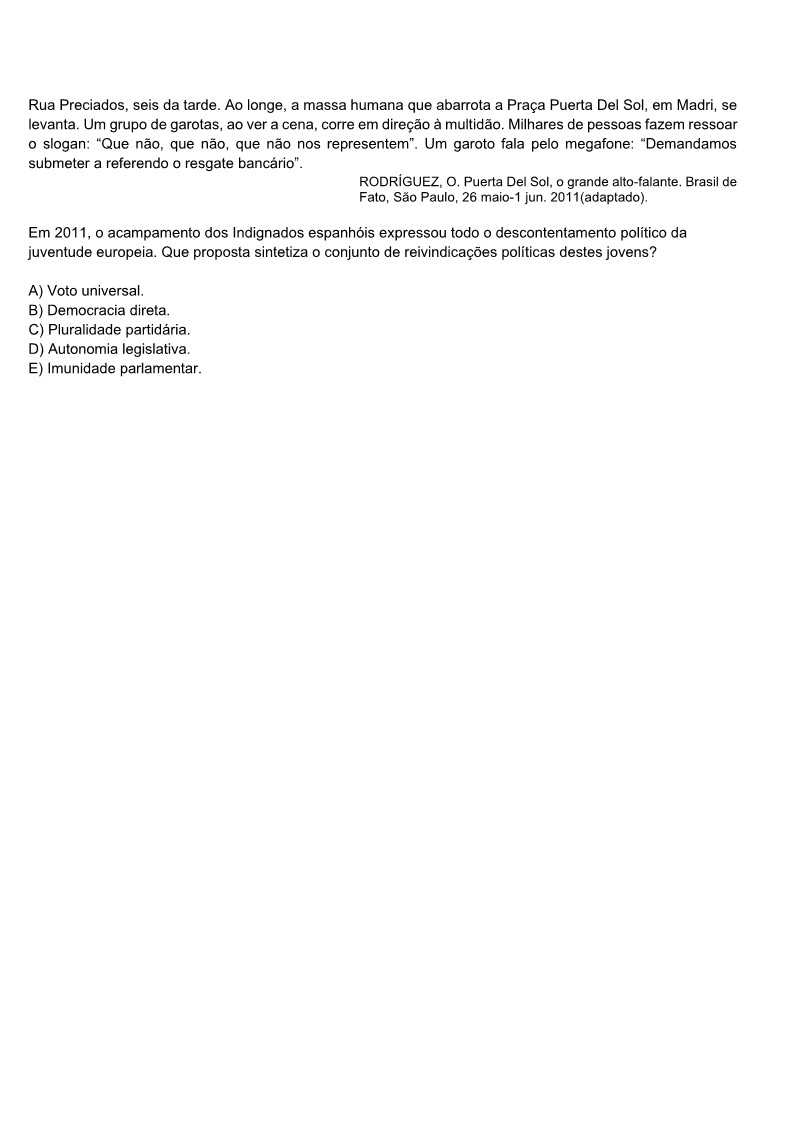 Rua Preciados, seis da tarde. Ao longe, a massa humana que abarrota a Praça Puerta Del Sol, em Madri, se
levanta. Um grupo de garotas, ao ver a cena, corre em direção à multidão. Milhares de pessoas fazem ressoar
o slogan: “Que não, que não, que não nos representem”. Um garoto fala pelo megafone: “Demandamos
submeter a referendo o resgate bancário”.
RODRÍGUEZ, O. Puerta Del Sol, o grande alto-falante. Brasil de
Fato, São Paulo, 26 maio-1 jun. 2011(adaptado).
Em 2011, o acampamento dos Indignados espanhóis expressou todo o descontentamento político da
juventude europeia. Que proposta sintetiza o conjunto de reivindicações políticas destes jovens?
A) Voto universal.
B) Democracia direta.
C) Pluralidade partidária.
D) Autonomia legislativa.
E) Imunidade parlamentar.